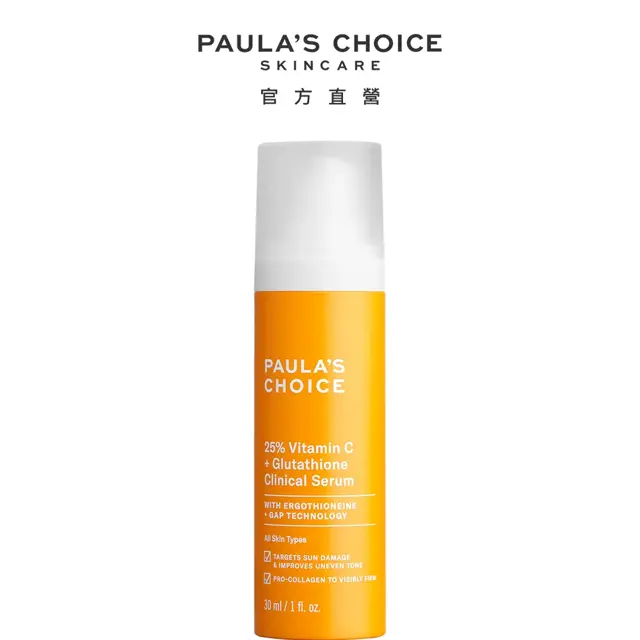 PAULA'S CHOICE
SKINCARE
官方直營
PAULA'S
CHOICE
25% Vitamin C
+ Glutathione
Clinical Serum
WITH ERGOTHIONEINE
+ GAP TECHNOLOGY
All Skin Types
TARGETS SUN DAMAGE
& IMPROVES UNEVEN TONE
PRO-COLLAGEN TO VISIBLY FIRM
30 ml / 1 fl. oz.